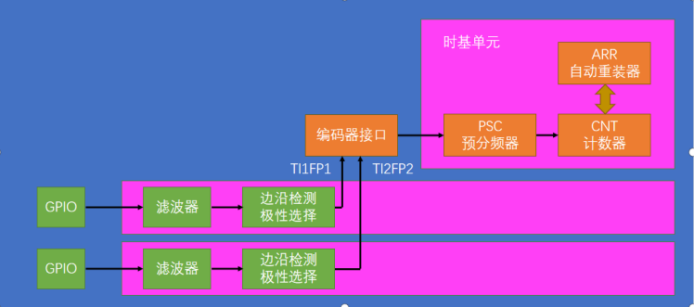 时基单元
ARR
自动重装器
编码器接口
PSC
预分频器
CNT
计数器
TI1FP1
TI2FP2
GPIO
滤波器
边沿检测
极性选择
GPIO
滤波器
边沿检测
极性选择